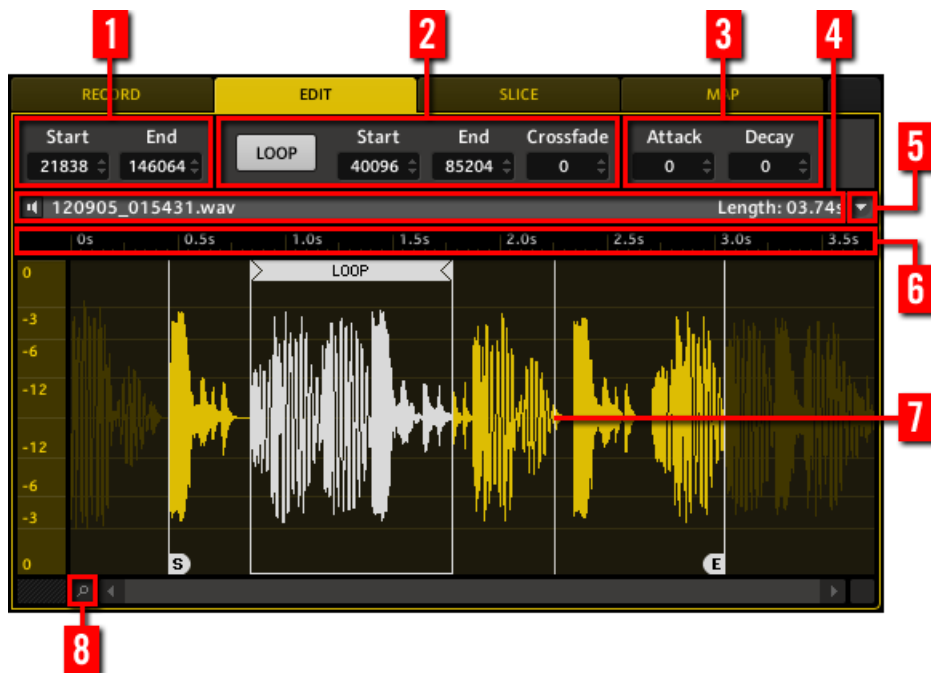 1 2 3 4
RECORD EDIT SLICE MAP
Start End LOOP Start End Crossfade Attack Decay
21838 146064 40096 85204 0 0 0
5
120905_015431.wav Length: 03.74s
0s 0.5s 1.0s 1.5s 2.0s 2.5s 3.0s 3.5s
6
0 LOOP
-3
-6
-12
7
-12
-6
-3
0 S E
8